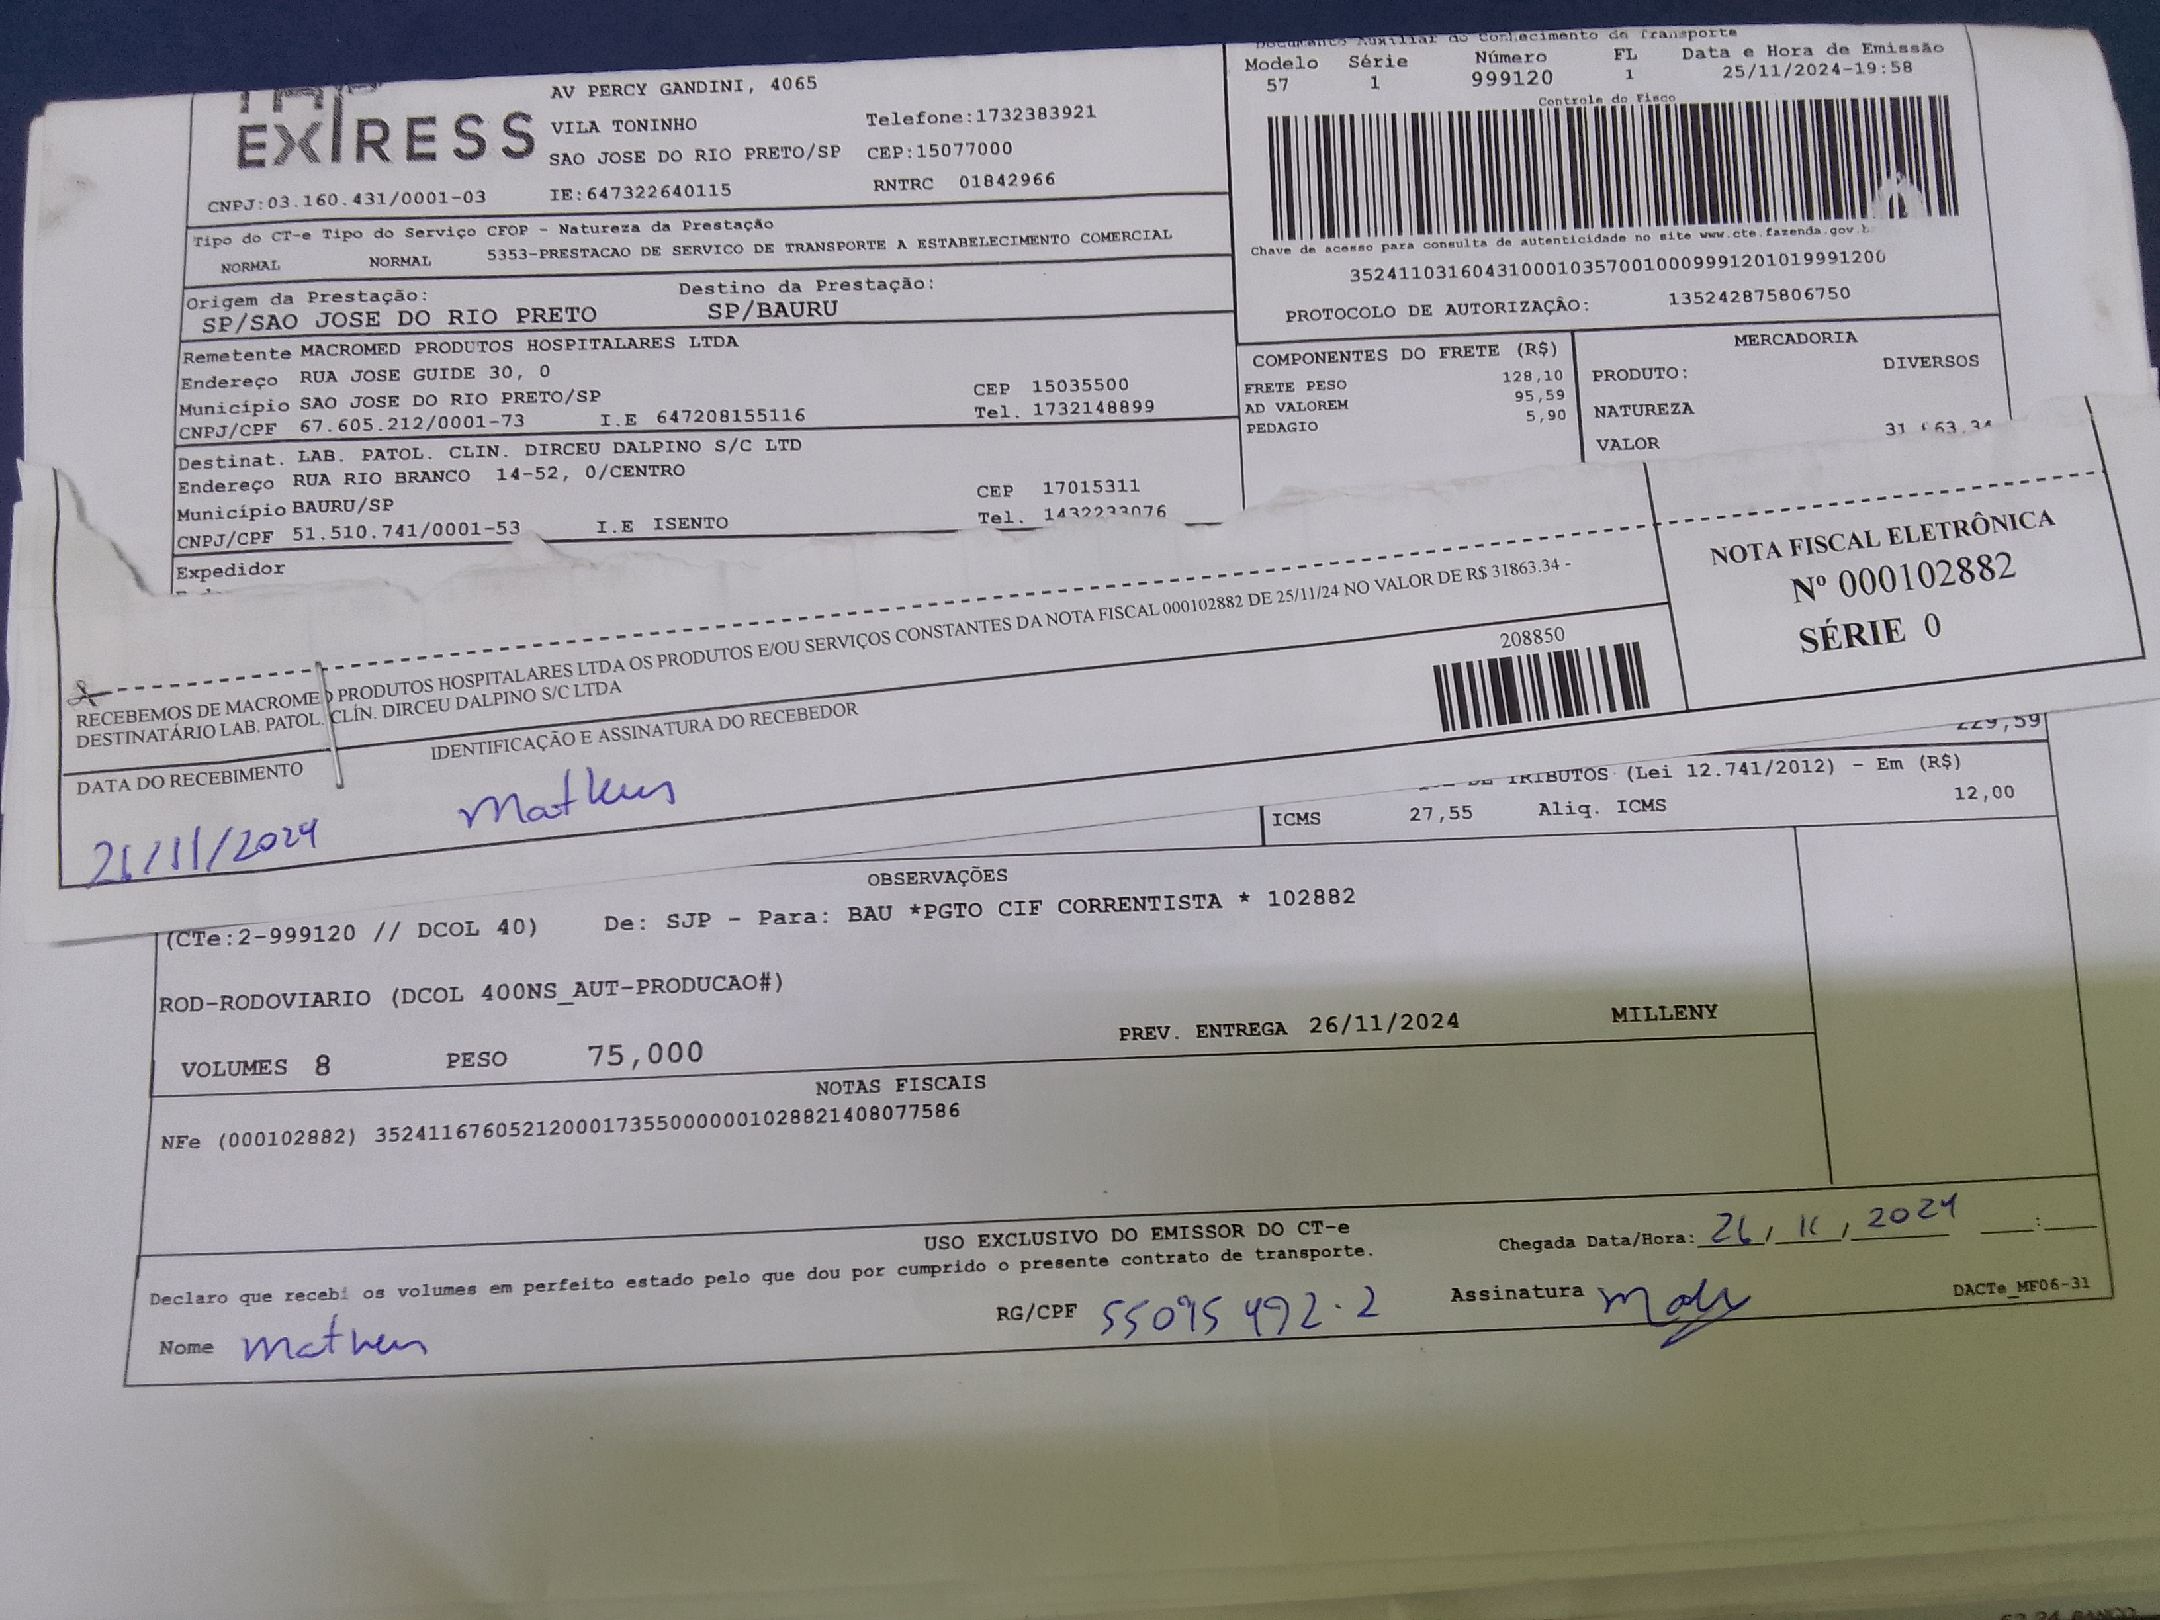 EXPRESS
AV PERCY GANDINI, 4065
VILA TONINHO Telefone:1732383921
SAO JOSE DO RIO PRETO/SP CEP:15077000
CNPJ:03.160.431/0001-03 IE:647322640115 RNTRC 01842966
Documento Auxiliar do Conhecimento de Transporte
Modelo Série Número FL Data e Hora de Emissão
57 1 999120 1 25/11/2024-19:58
Controle do Fisco
Chave de acesso para consulta de autenticidade no site www.cte.fazenda.gov.b
35241103160431000103570010009991201019991200
PROTOCOLO DE AUTORIZAÇÃO: 135242875806750
Tipo do CT-e Tipo do Serviço CFOP - Natureza da Prestação
NORMAL NORMAL 5353-PRESTACAO DE SERVICO DE TRANSPORTE A ESTABELECIMENTO COMERCIAL
Origem da Prestação: Destino da Prestação:
SP/SAO JOSE DO RIO PRETO SP/BAURU
Remetente MACROMED PRODUTOS HOSPITALARES LTDA
Endereço RUA JOSE GUIDE 30, 0
Município SAO JOSE DO RIO PRETO/SP CEP 15035500
CNPJ/CPF 67.605.212/0001-73 I.E 647208155116 Tel. 1732148899
Destinat. LAB. PATOL. CLIN. DIRCEU DALPINO S/C LTD
Endereço RUA RIO BRANCO 14-52, 0/CENTRO
Município BAURU/SP CEP 17015311
CNPJ/CPF 51.510.741/0001-53 I.E ISENTO Tel. 1432233076
Expedidor
COMPONENTES DO FRETE (R$)
FRETE PESO 128,10
AD VALOREM 95,59
PEDAGIO 5,90
MERCADORIA
PRODUTO: DIVERSOS
NATUREZA
VALOR
RECEBEMOS DE MACROMED PRODUTOS HOSPITALARES LTDA OS PRODUTOS E/OU SERVIÇOS CONSTANTES DA NOTA FISCAL 000102882 DE 25/11/24 NO VALOR DE R$ 31863.34 -
DESTINATÁRIO LAB. PATOL. CLÍN. DIRCEU DALPINO S/C LTDA
DATA DO RECEBIMENTO IDENTIFICAÇÃO E ASSINATURA DO RECEBEDOR
26/11/2024 Matheus
208850
NOTA FISCAL ELETRÔNICA
Nº 000102882
SÉRIE 0
229,59
DE TRIBUTOS (Lei 12.741/2012) - Em (R$)
ICMS 27,55 Aliq. ICMS 12,00
OBSERVAÇÕES
(CTe:2-999120 // DCOL 40) De: SJP - Para: BAU *PGTO CIF CORRENTISTA * 102882
ROD-RODOVIARIO (DCOL 400NS_AUT-PRODUCAO#)
VOLUMES 8 PESO 75,000 PREV. ENTREGA 26/11/2024 MILLENY
NOTAS FISCAIS
NFe (000102882) 35241167605212000173550000001028821408077586
USO EXCLUSIVO DO EMISSOR DO CT-e
Declaro que recebi os volumes em perfeito estado pelo que dou por cumprido o presente contrato de transporte.
Chegada Data/Hora: 26/11/2024 :
Nome Matheus RG/CPF 55095492-2 Assinatura
DACTe_MF06-31